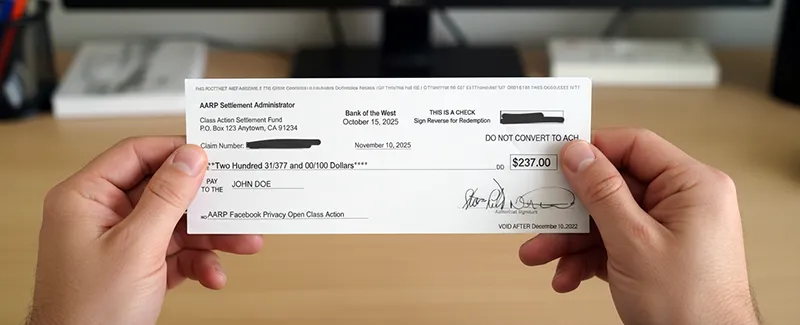 AARP Settlement Administrator
Class Action Settlement Fund
P.O. Box 123 Anytown, CA 91234
Bank of the West
October 15, 2025
THIS IS A CHECK
Sign Reverse for Redemption
DO NOT CONVERT TO ACH
Claim Number:
November 10, 2025
**Two Hundred 31/377 and 00/100 Dollars****
DD $237.00
PAY
TO THE JOHN DOE
Authorized Signature
AARP Facebook Privacy Open Class Action
VOID AFTER December 10, 2022